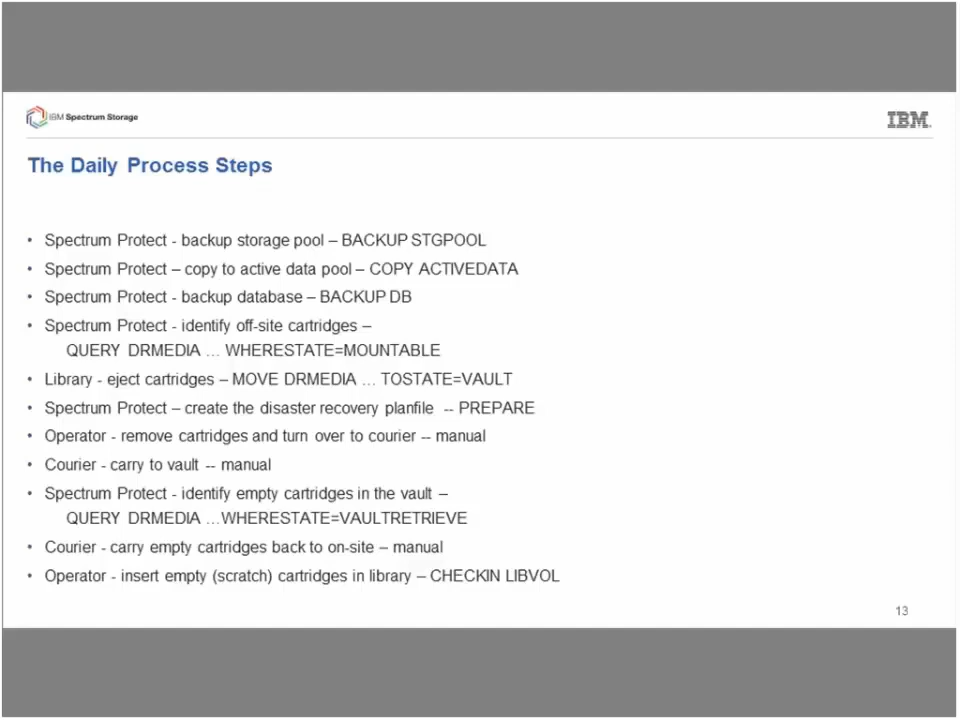 IBM Spectrum Storage
IBM
The Daily Process Steps
• Spectrum Protect - backup storage pool – BACKUP STGPOOL
• Spectrum Protect – copy to active data pool – COPY ACTIVEDATA
• Spectrum Protect - backup database – BACKUP DB
• Spectrum Protect - identify off-site cartridges –
QUERY DRMEDIA … WHERESTATE=MOUNTABLE
• Library - eject cartridges – MOVE DRMEDIA … TOSTATE=VAULT
• Spectrum Protect – create the disaster recovery planfile -- PREPARE
• Operator - remove cartridges and turn over to courier -- manual
• Courier - carry to vault -- manual
• Spectrum Protect - identify empty cartridges in the vault –
QUERY DRMEDIA …WHERESTATE=VAULTRETRIEVE
• Courier - carry empty cartridges back to on-site – manual
• Operator - insert empty (scratch) cartridges in library – CHECKIN LIBVOL
13